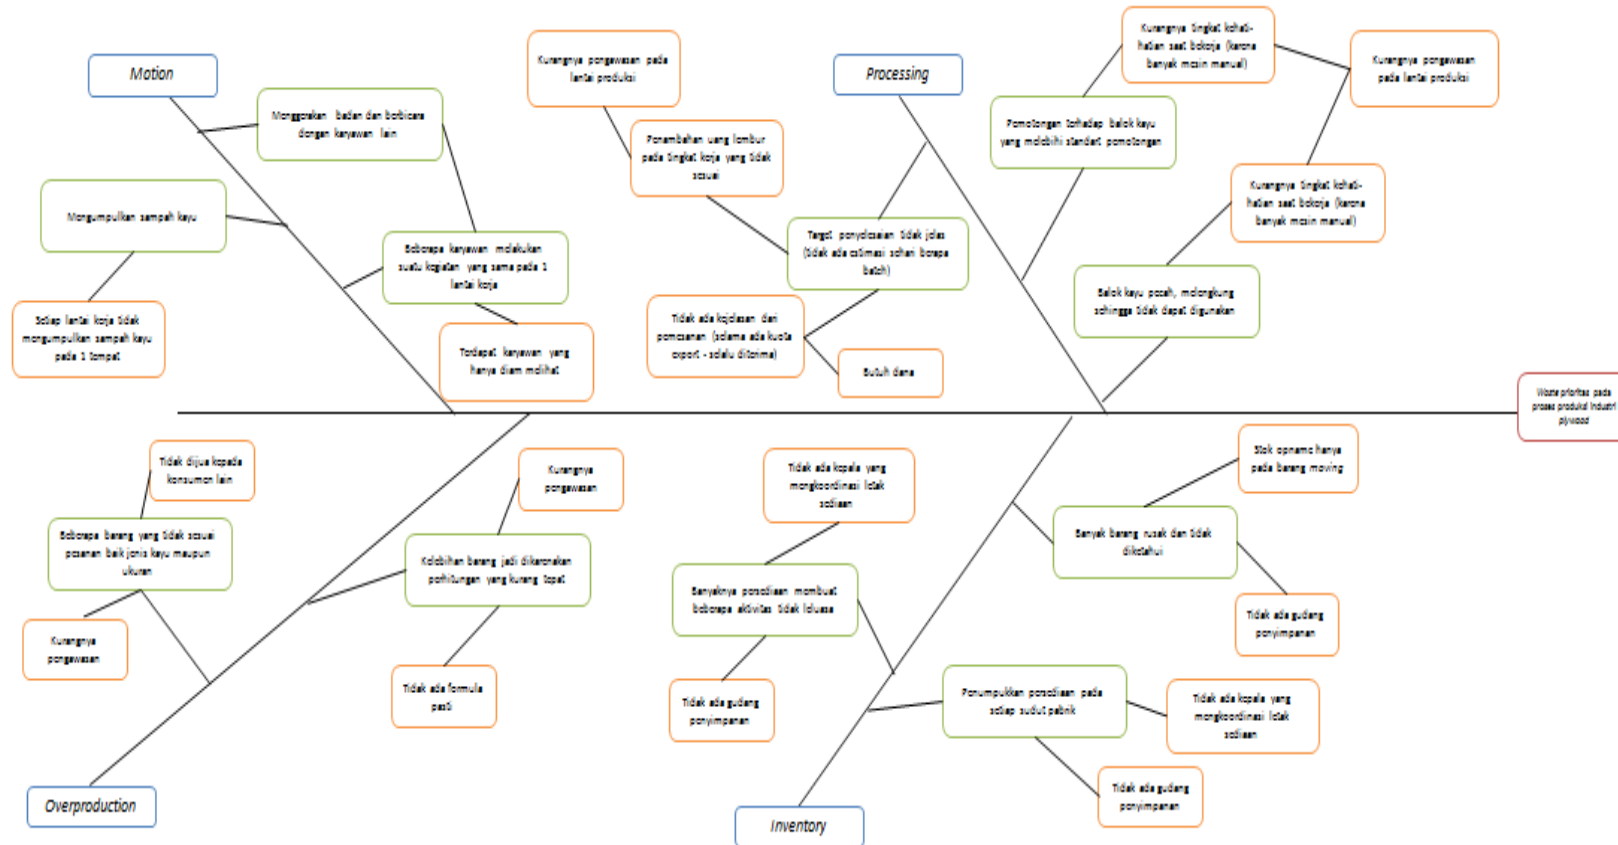 Motion
Menggerakan badan dan berbicara
dengan karyawan lain
Mengumpulkan sampah kayu
Setiap lantai kerja tidak
mengumpulkan sampah kayu
pada 1 tempat
Beberapa karyawan melakukan
suatu kegiatan yang sama pada 1
lantai kerja
Terdapat karyawan yang
hanya diam melihat
Kurangnya pengawasan pada
lantai produksi
Penambahan uang lembur
pada tingkat kerja yang tidak
sesuai
Processing
Target penyelesaian tidak jelas
(tidak ada estimasi sehari berapa
batch)
Tidak ada kejelasan dari
pemesanan (selama ada kuota
export - selalu diterima)
Butuh dana
Kurangnya tingkat kehati-
hatian saat bekerja (karena
banyak mesin manual)
Kurangnya pengawasan
pada lantai produksi
Pemotongan terhadap balok kayu
yang melebihi standart pemotongan
Kurangnya tingkat kehati-
hatian saat bekerja (karena
banyak mesin manual)
Balok kayu pecah, melengkung
sehingga tidak dapat digunakan
Waste prioritas pada
proses produksi industri
plywood
Tidak dijua kepada
konsumen lain
Beberapa barang yang tidak sesuai
pesanan baik jenis kayu maupun
ukuran
Kurangnya
pengawasan
Kurangnya
pengawasan
Kelebihan barang jadi dikarenakan
perhitungan yang kurang tepat
Tidak ada formula
pasti
Overproduction
Tidak ada kepala yang
mengkoordinasi letak
sediaan
Banyaknya persediaan membuat
beberapa aktivitas tidak leluasa
Tidak ada gudang
penyimpanan
Stok opname hanya
pada barang moving
Banyak barang rusak dan tidak
diketahui
Tidak ada gudang
penyimpanan
Penumpukkan persediaan pada
setiap sudut pabrik
Tidak ada kepala yang
mengkoordinasi letak
sediaan
Tidak ada gudang
penyimpanan
Inventory